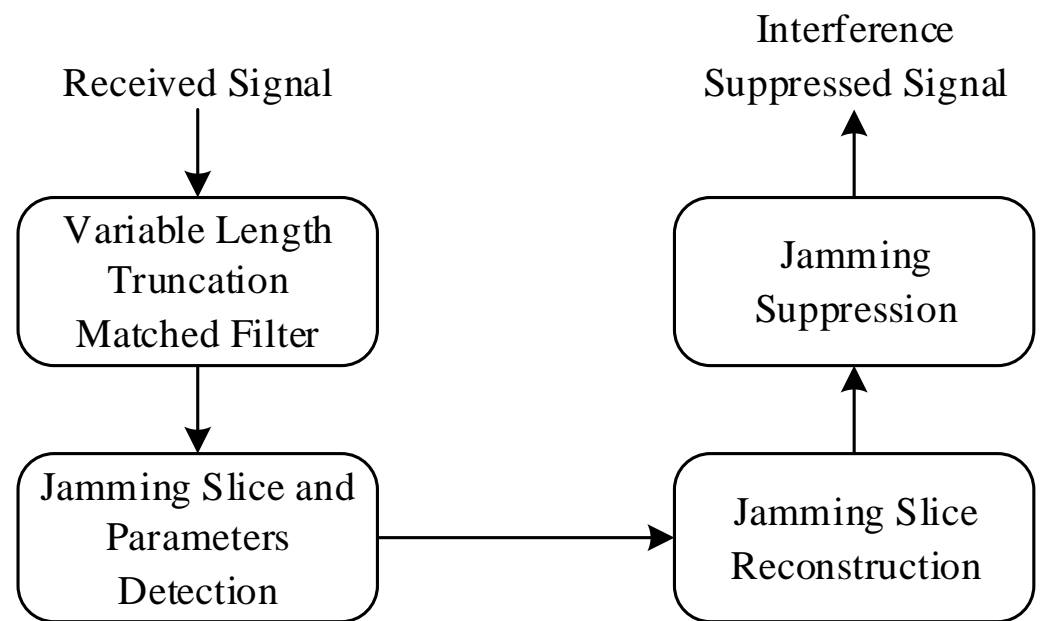 Received Signal
Variable Length
Truncation
Matched Filter
Jamming Slice and
Parameters
Detection
Jamming Slice
Reconstruction
Jamming
Suppression
Interference
Suppressed Signal